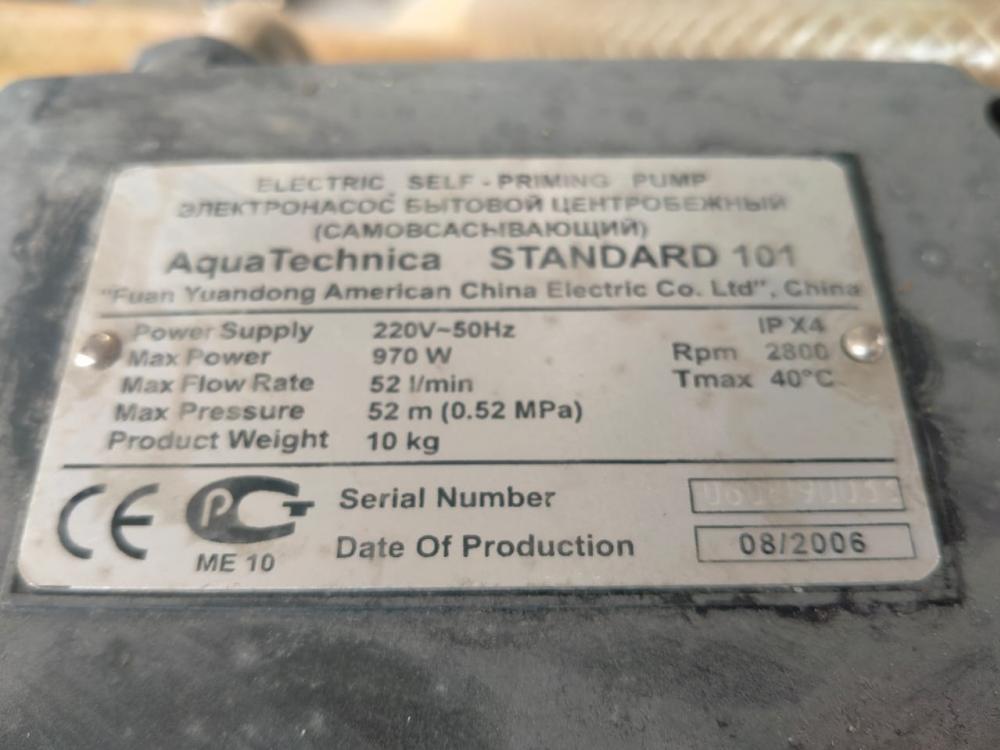 ELECTRIC SELF - PRIMING PUMP
ЭЛЕКТРОНАСОС БЫТОВОЙ ЦЕНТРОБЕЖНЫЙ
(САМОВСАСЫВАЮЩИЙ)
AquaTechnica STANDARD 101
"Fuan Yuandong American China Electric Co. Ltd", China
Power Supply 220V~50Hz IP X4
Max Power 970 W Rpm 2800
Max Flow Rate 52 l/min Tmax 40°C
Max Pressure 52 m (0.52 MPa)
Product Weight 10 kg
CE РСТ Serial Number
ME 10 Date Of Production 08/2006